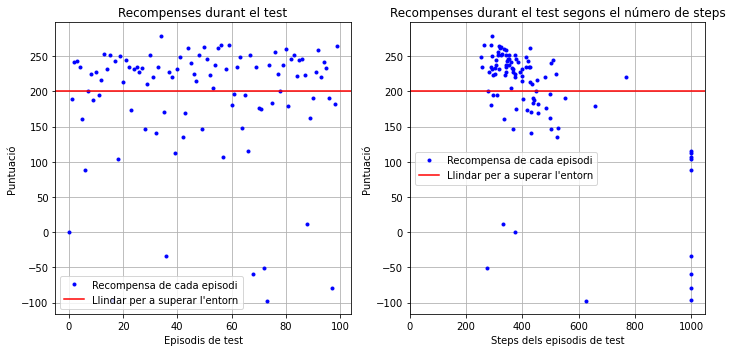 Recompenses durant el test
Puntuació
250
200
150
100
50
0
−50
−100
Recompensa de cada episodi
Llindar per a superar l'entorn
0
20
40
60
80
100
Episodis de test
Recompenses durant el test segons el número de steps
Puntuació
250
200
150
100
50
0
−50
−100
Recompensa de cada episodi
Llindar per a superar l'entorn
0
200
400
600
800
1000
Steps dels episodis de test